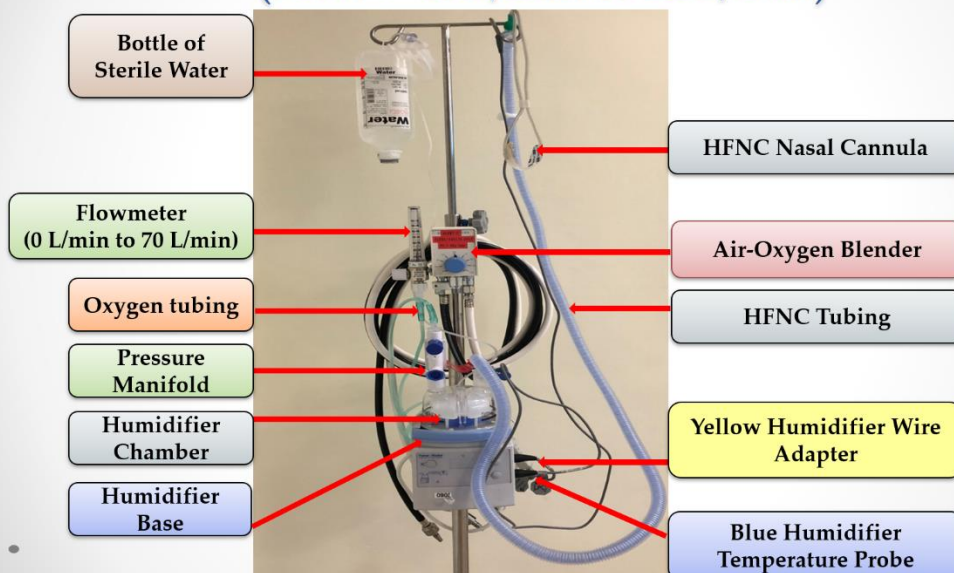 Bottle of
Sterile Water
Water
Water
HFNC Nasal Cannula
Flowmeter
(0 L/min to 70 L/min)
Air-Oxygen Blender
Oxygen tubing
HFNC Tubing
Pressure
Manifold
Humidifier
Chamber
Yellow Humidifier Wire
Adapter
Humidifier
Base
Blue Humidifier
Temperature Probe